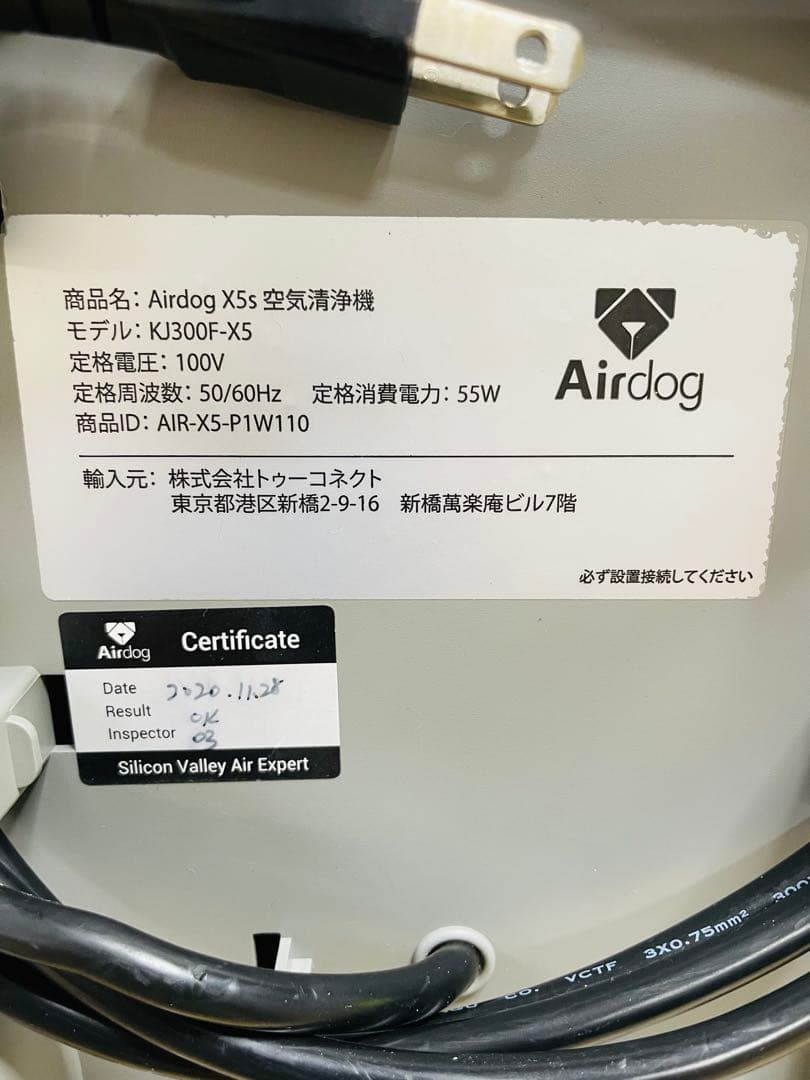 商品名: Airdog X5s 空気清浄機
モデル: KJ300F-X5
定格電圧: 100V
定格周波数: 50/60Hz 定格消費電力: 55W
商品ID: AIR-X5-P1W110
Airdog
輸入元: 株式会社トゥーコネクト
東京都港区新橋2-9-16 新橋萬楽庵ビル7階
必ず設置接続してください
Airdog Certificate
Date 2020.11.28
Result OK
Inspector 03
Silicon Valley Air Expert
CO. VCTF 3X0.75mm²